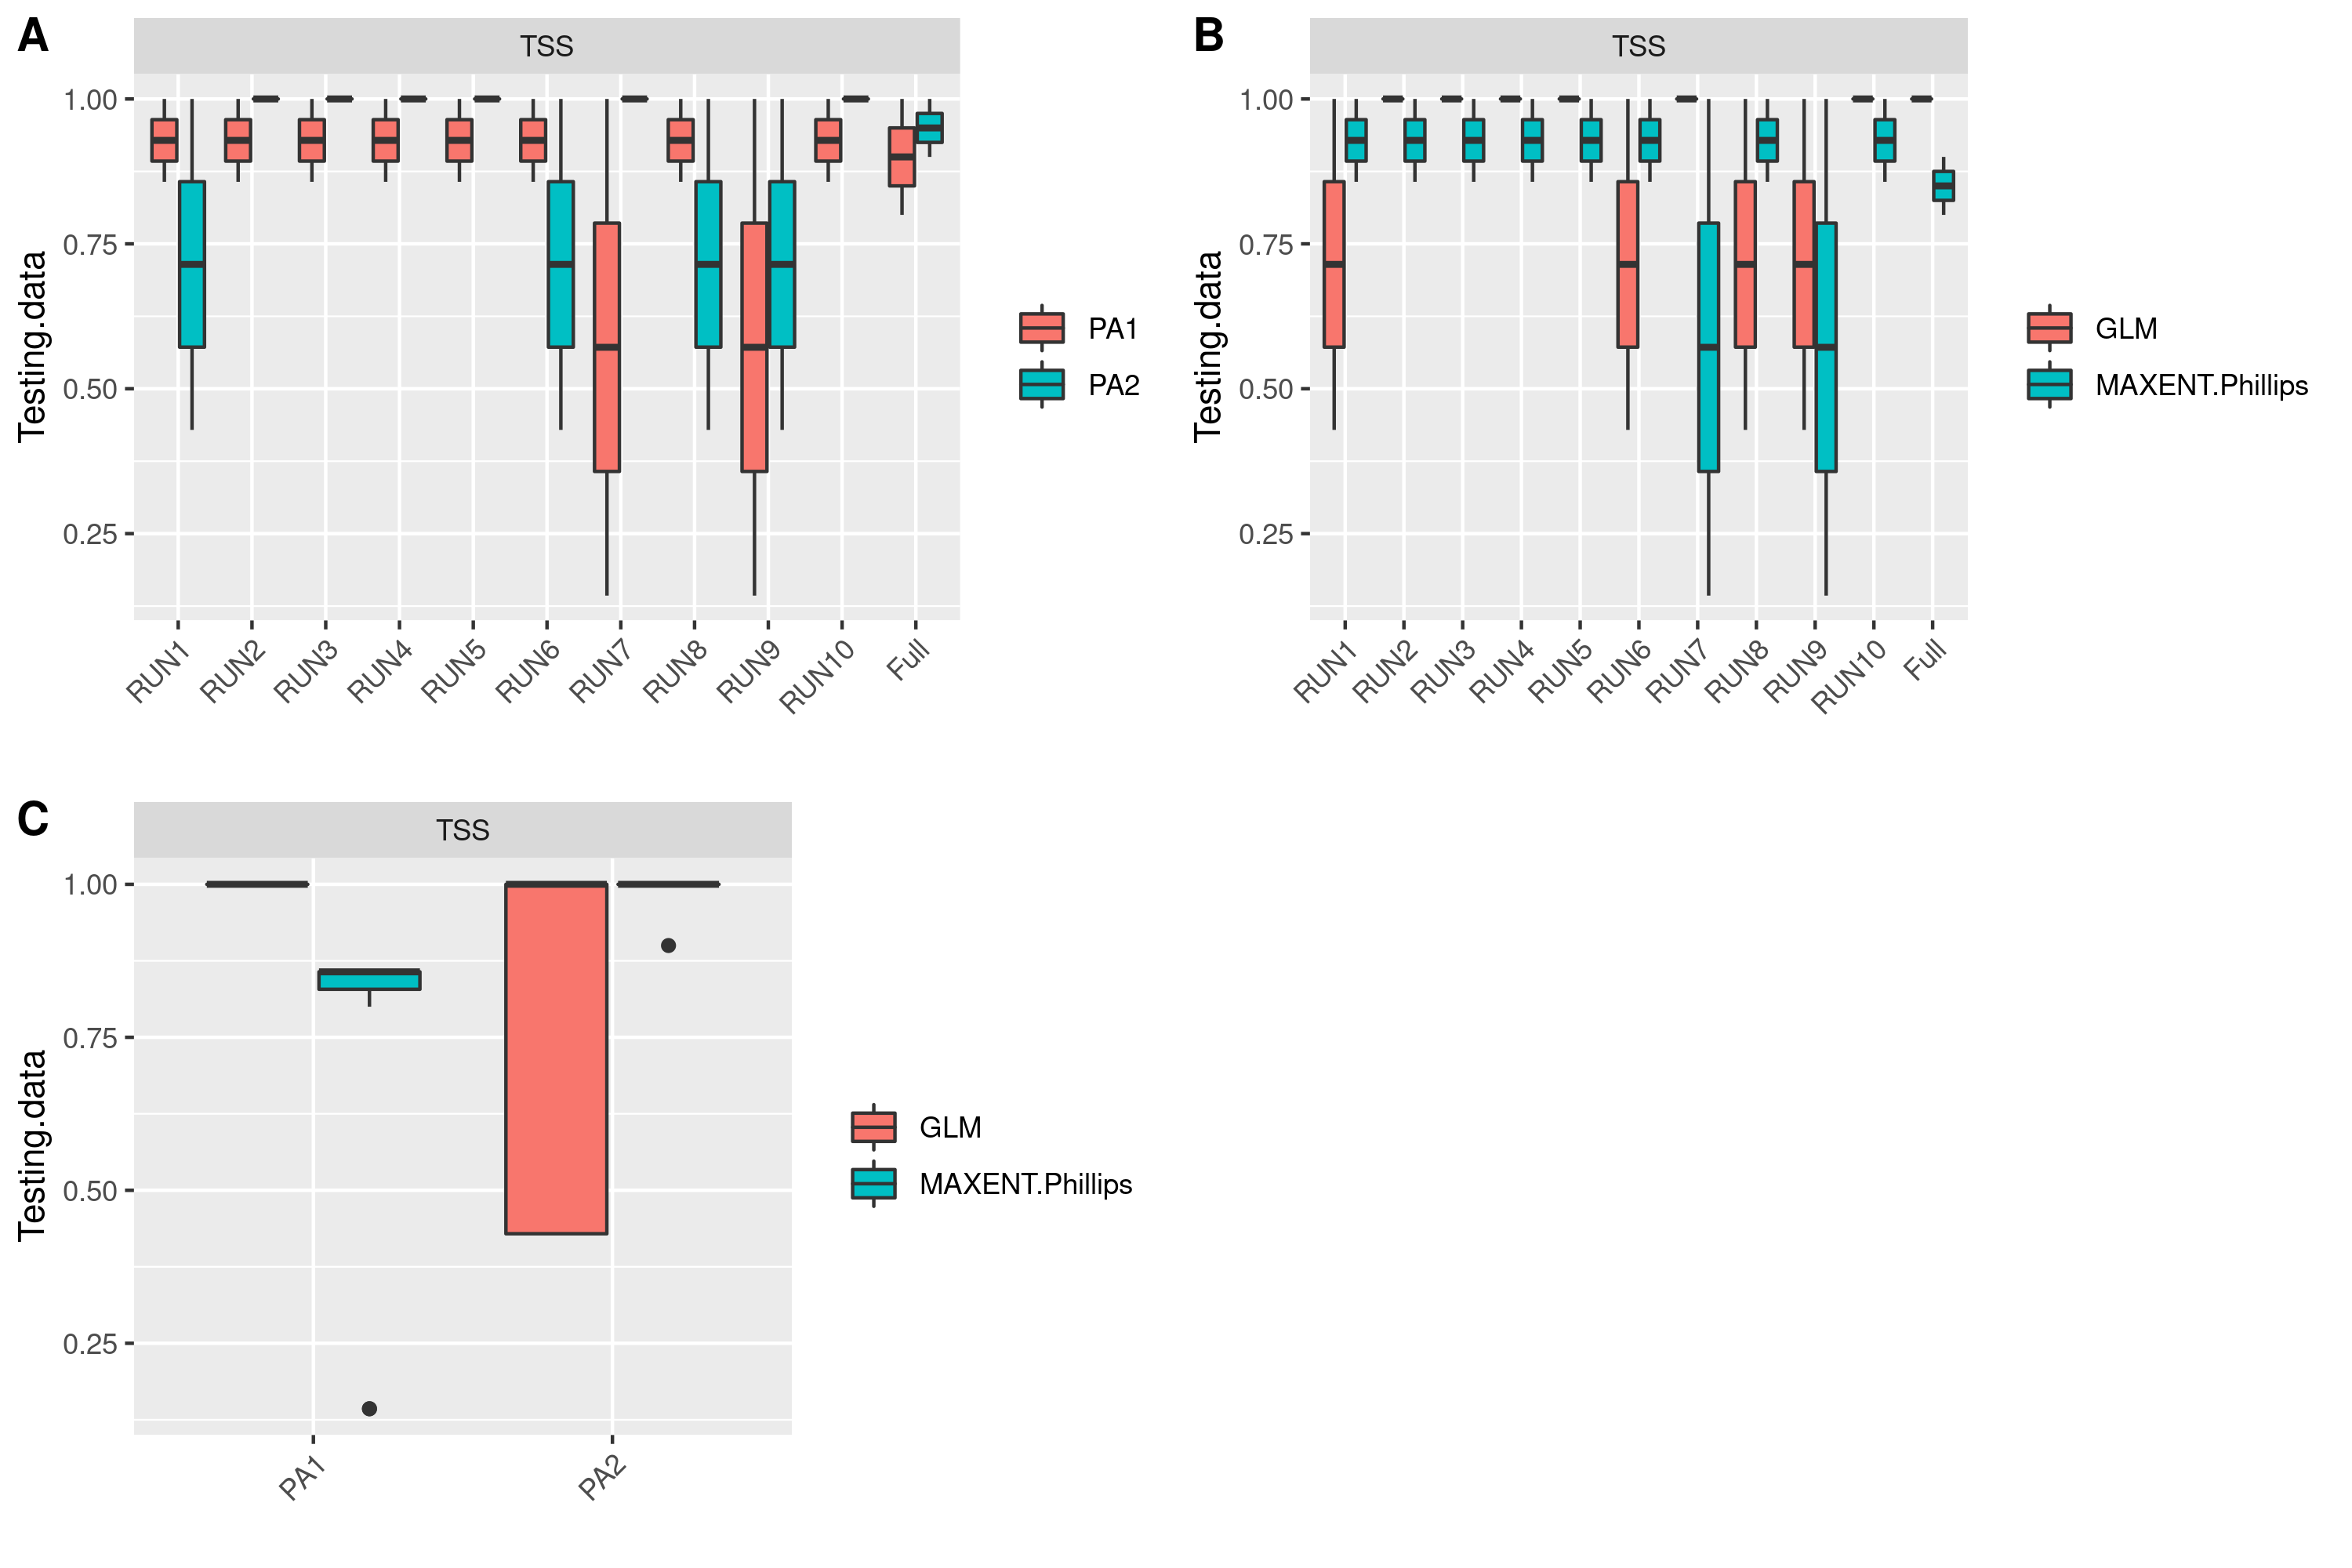 A
TSS
1.00
0.75
0.50
0.25
Testing.data
RUN1 RUN2 RUN3 RUN4 RUN5 RUN6 RUN7 RUN8 RUN9 RUN10 Full
PA1
PA2
B
TSS
1.00
0.75
0.50
0.25
Testing.data
RUN1 RUN2 RUN3 RUN4 RUN5 RUN6 RUN7 RUN8 RUN9 RUN10 Full
GLM
MAXENT.Phillips
C
TSS
1.00
0.75
0.50
0.25
Testing.data
PA1 PA2
GLM
MAXENT.Phillips